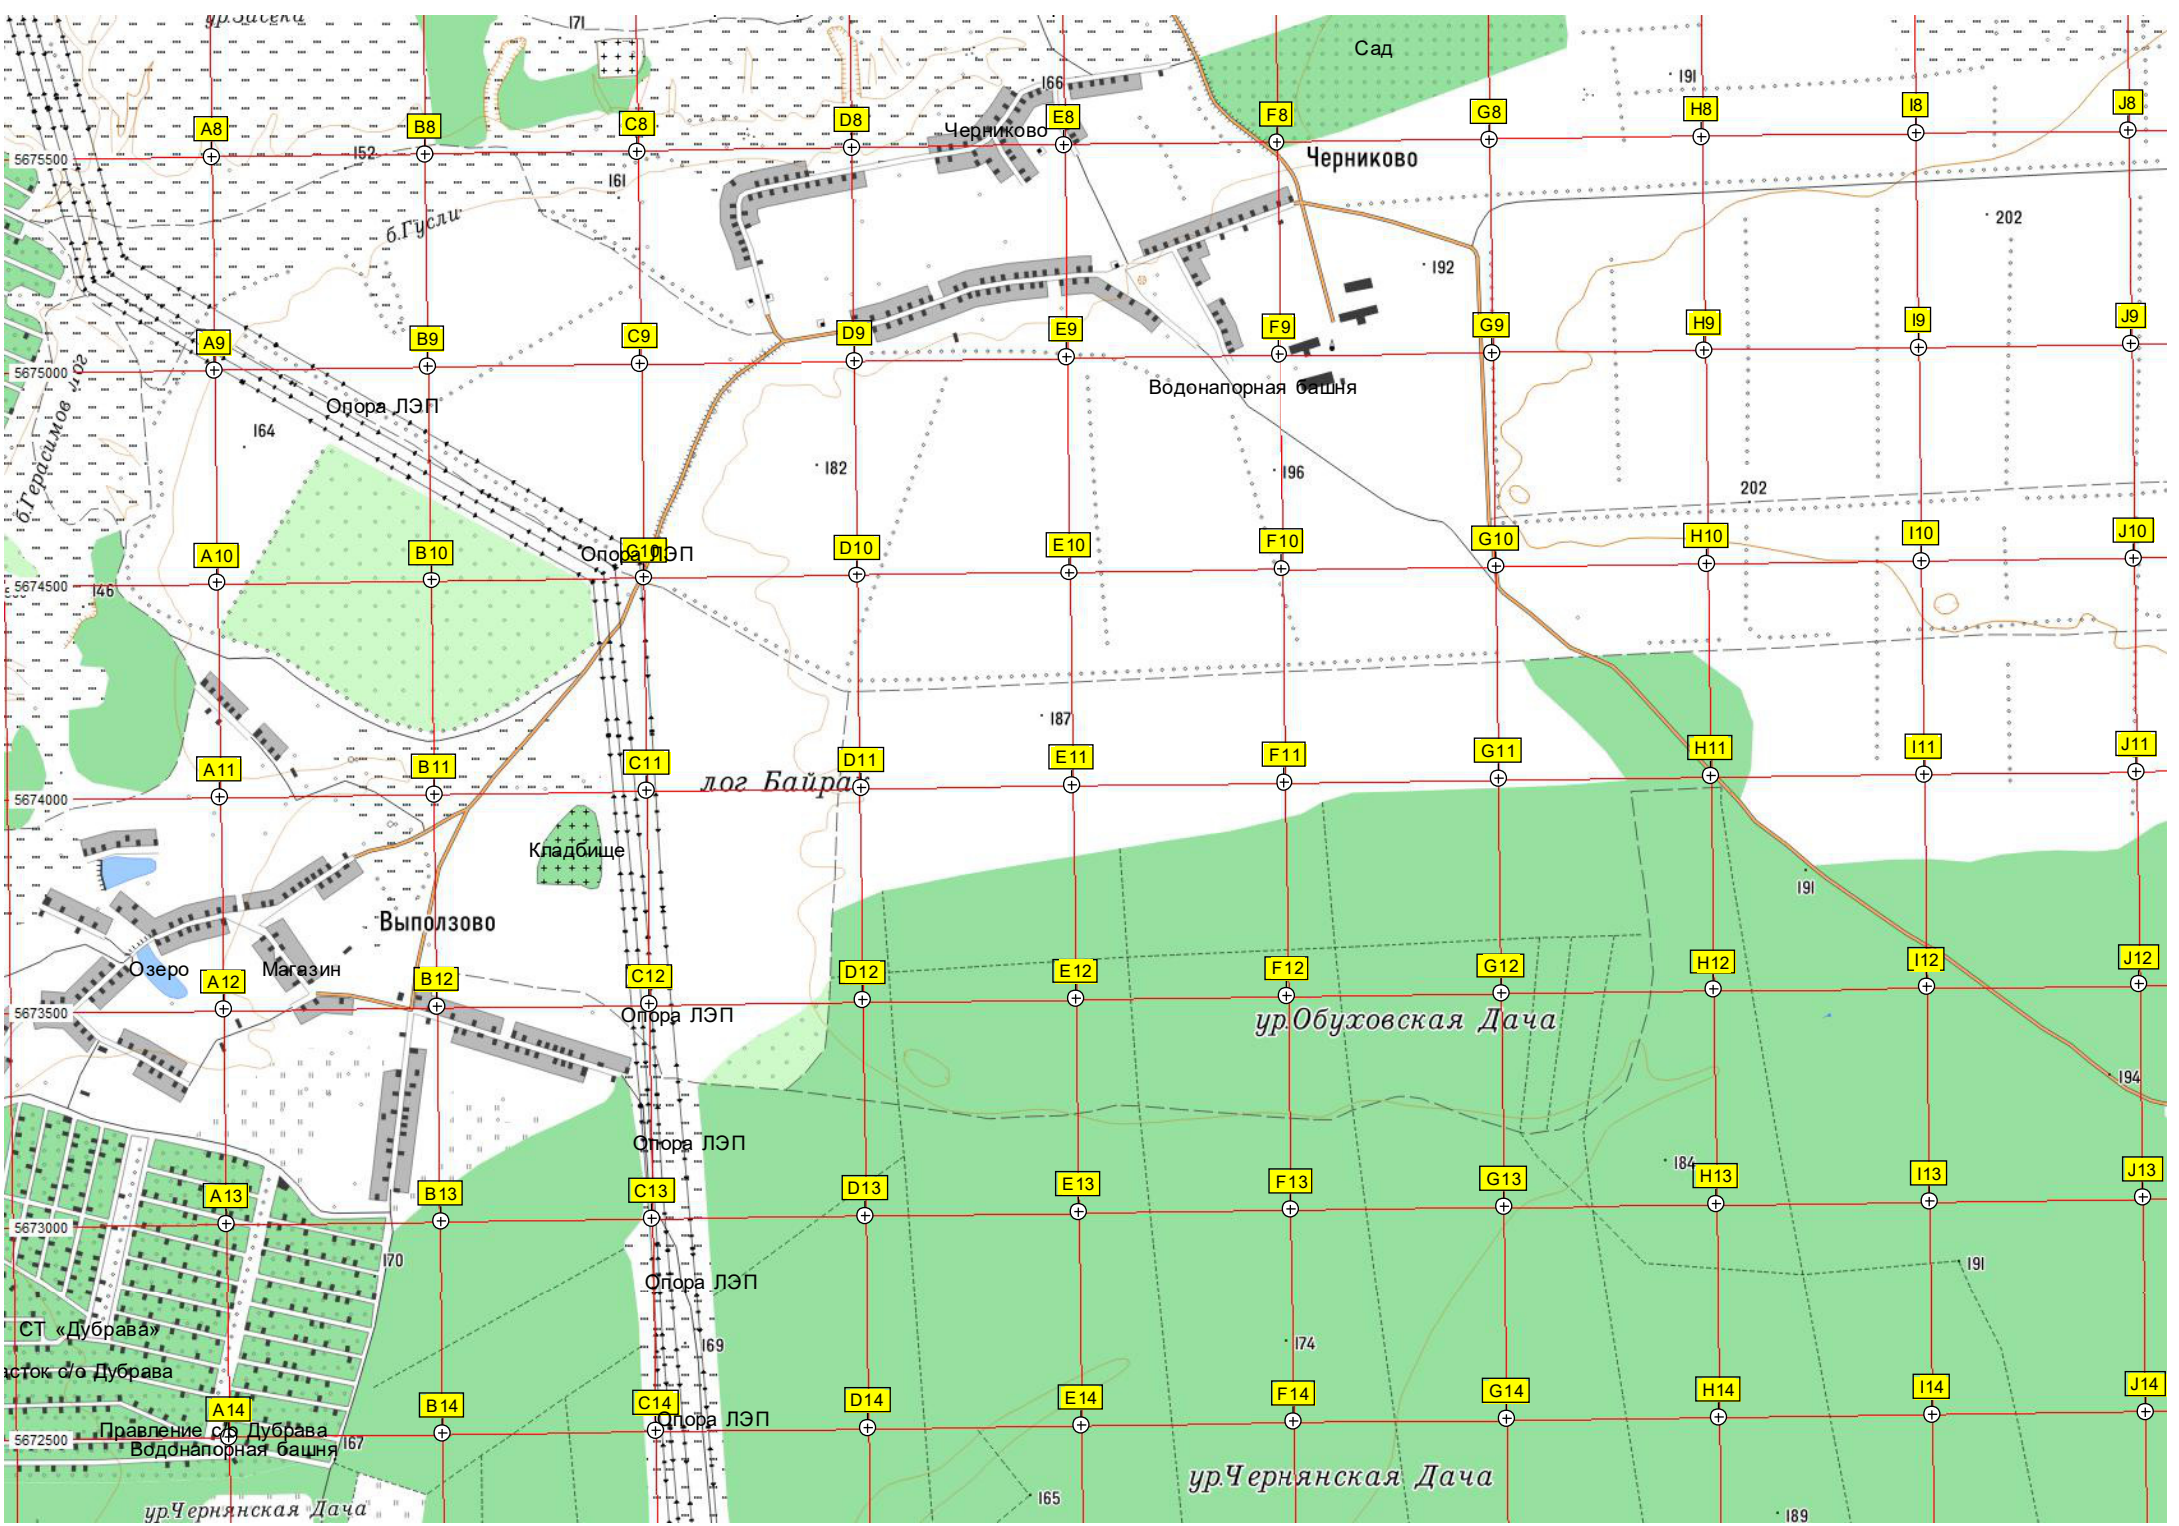 ур.Засека
171
Сад
191
166
A8
B8
C8
D8
E8
F8
G8
H8
I8
J8
Черниково
Черниково
5675500
152
161
б.Гусли
202
192
A9
B9
C9
D9
E9
F9
G9
H9
I9
J9
5675000
Водонапорная башня
Опора ЛЭП
б.Герасимов лог
164
182
196
202
A10
B10
C10
D10
E10
F10
G10
H10
I10
J10
Опора ЛЭП
5674500
146
187
A11
B11
C11
D11
E11
F11
G11
H11
I11
J11
лог Байрак
5674000
Кладбище
191
Выползово
Озеро
Магазин
A12
B12
C12
D12
E12
F12
G12
H12
I12
J12
5673500
Опора ЛЭП
ур.Обуховская Дача
194
Опора ЛЭП
184
A13
B13
C13
D13
E13
F13
G13
H13
I13
J13
5673000
170
191
Опора ЛЭП
СТ «Дубрава»
169
174
асток с/о Дубрава
A14
B14
C14
D14
E14
F14
G14
H14
I14
J14
Опора ЛЭП
Правление с/о Дубрава
5672500
Водонапорная башня
167
ур.Чернянская Дача
165
ур.Чернянская Дача
189